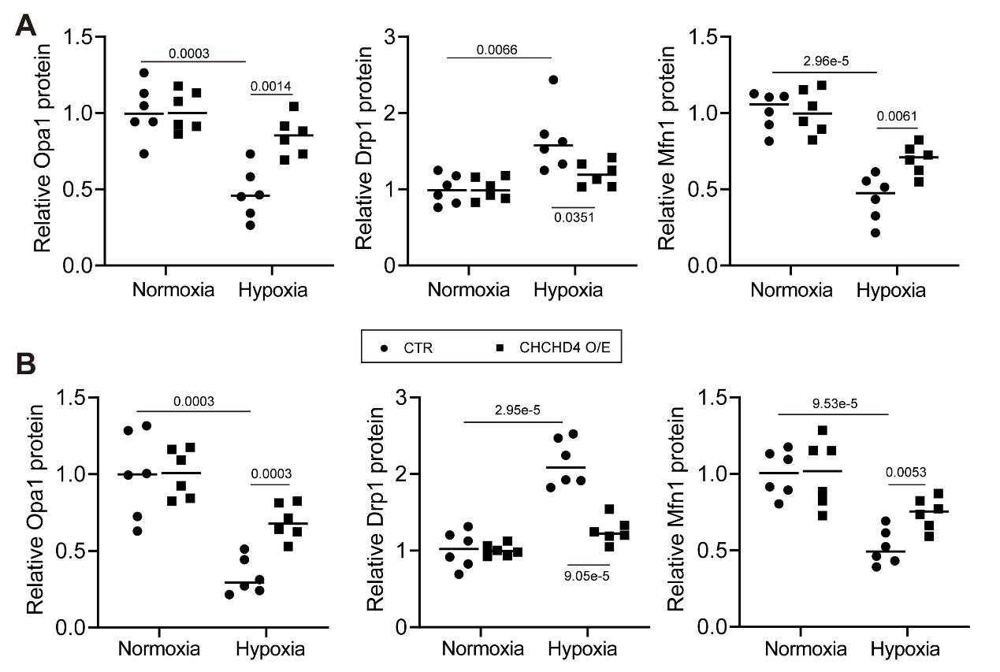 A
Relative Opa1 protein
1.5
1.0
0.5
0.0
0.0003
0.0014
Normoxia
Hypoxia
Relative Drp1 protein
3
2
1
0
0.0066
0.0351
Normoxia
Hypoxia
Relative Mfn1 protein
1.5
1.0
0.5
0.0
2.96e-5
0.0061
Normoxia
Hypoxia
CTR
CHCHD4 O/E
B
Relative Opa1 protein
1.5
1.0
0.5
0.0
0.0003
0.0003
Normoxia
Hypoxia
Relative Drp1 protein
3
2
1
0
2.95e-5
9.05e-5
Normoxia
Hypoxia
Relative Mfn1 protein
1.5
1.0
0.5
0.0
9.53e-5
0.0053
Normoxia
Hypoxia